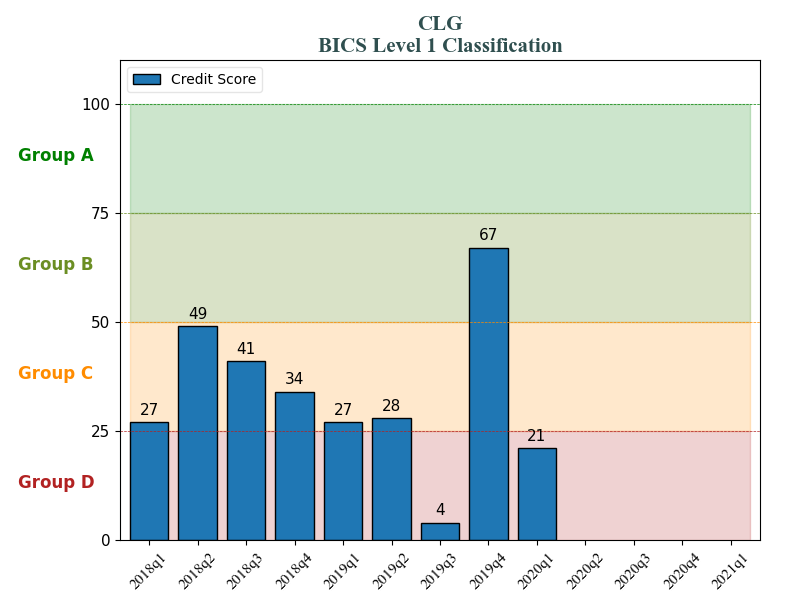 CLG
BICS Level 1 Classification
Credit Score
100
Group A
75
67
Group B
50
49
41
Group C
34
27
27
28
25
21
Group D
4
0
2018q1 2018q2 2018q3 2018q4 2019q1 2019q2 2019q3 2019q4 2020q1 2020q2 2020q3 2020q4 2021q1